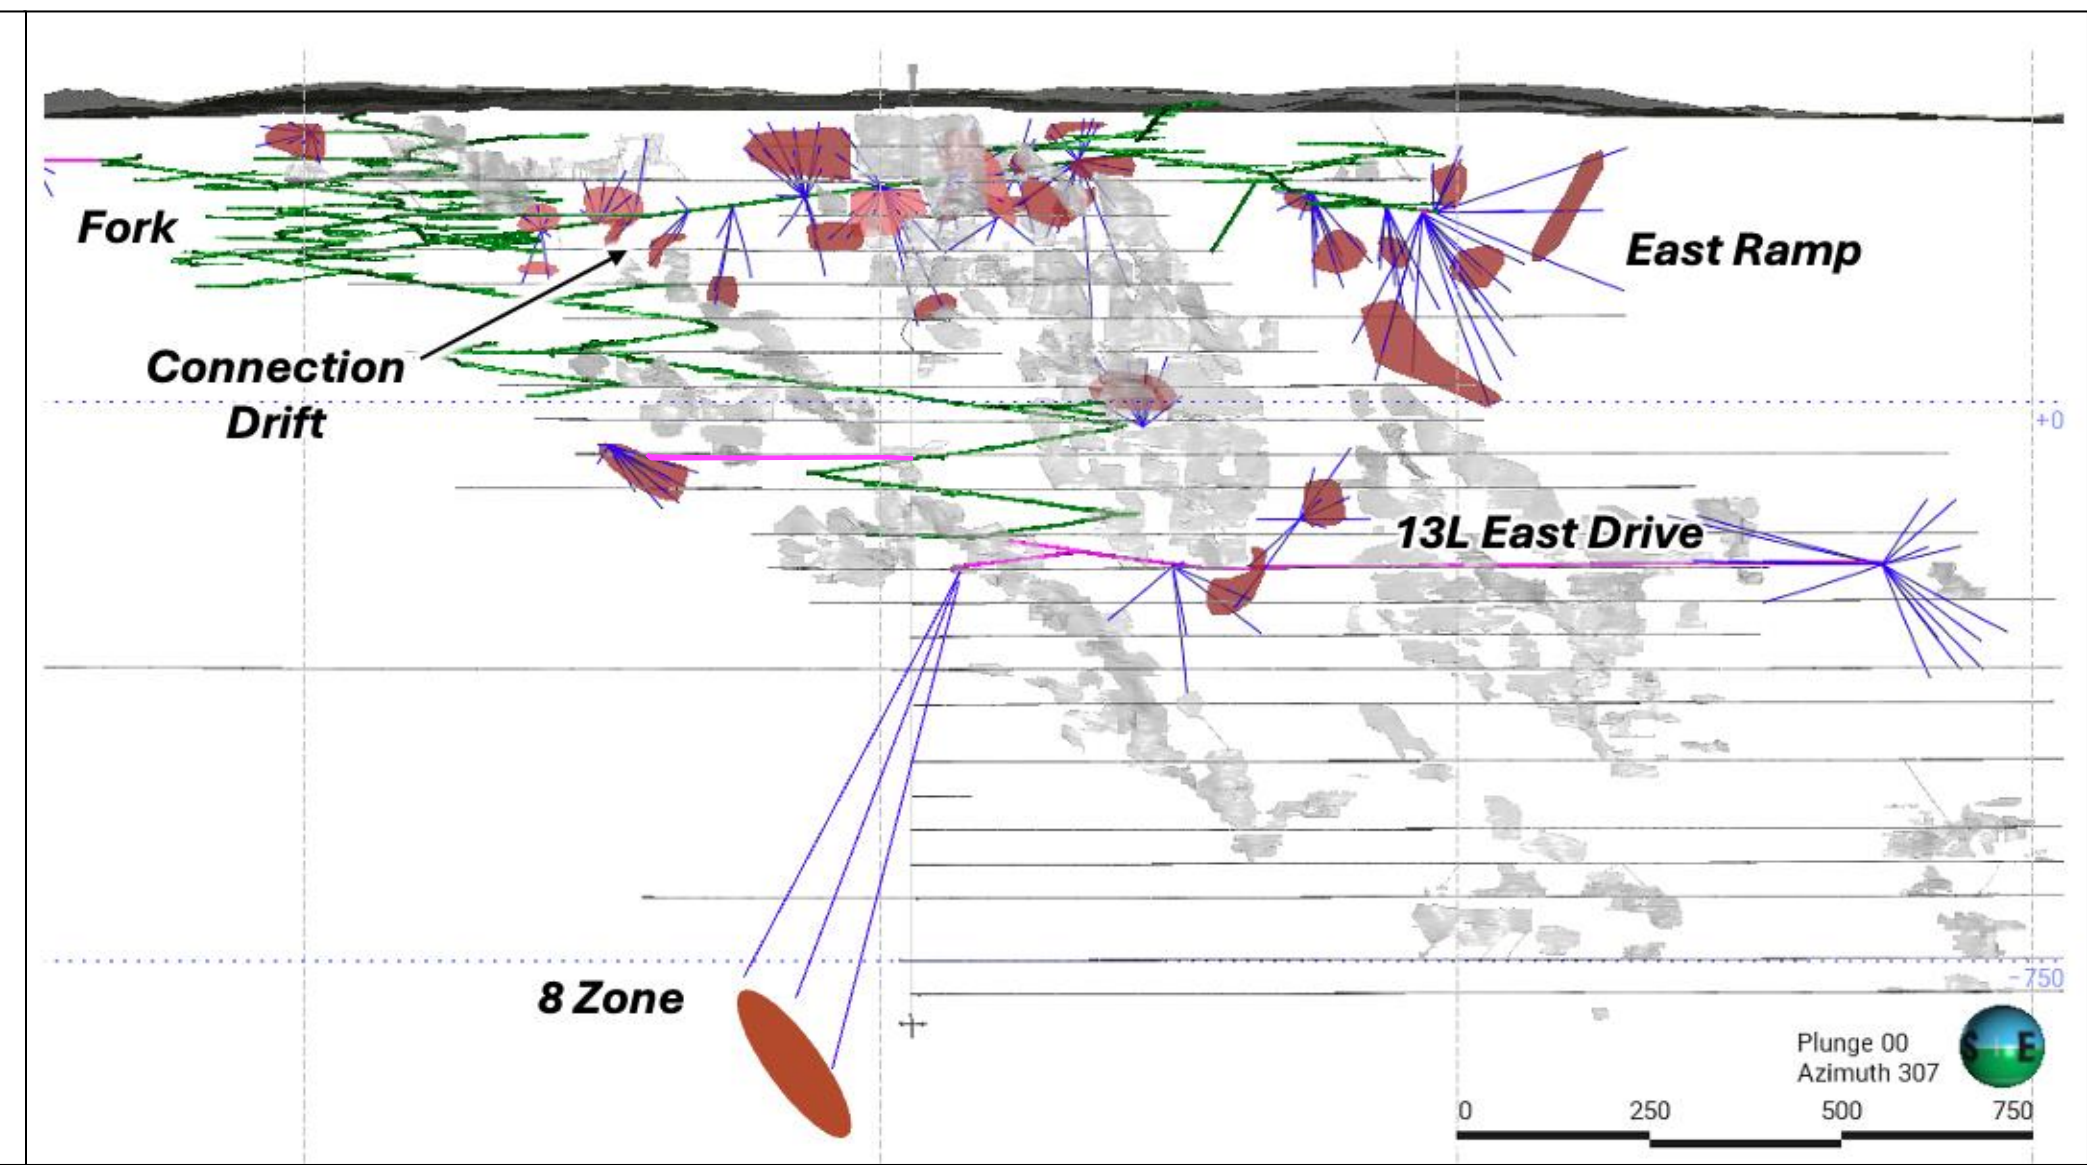 Fork
East Ramp
Connection
Drift
+0
13L East Drive
-750
8 Zone
Plunge 00
Azimuth 307
S E
0 250 500 750